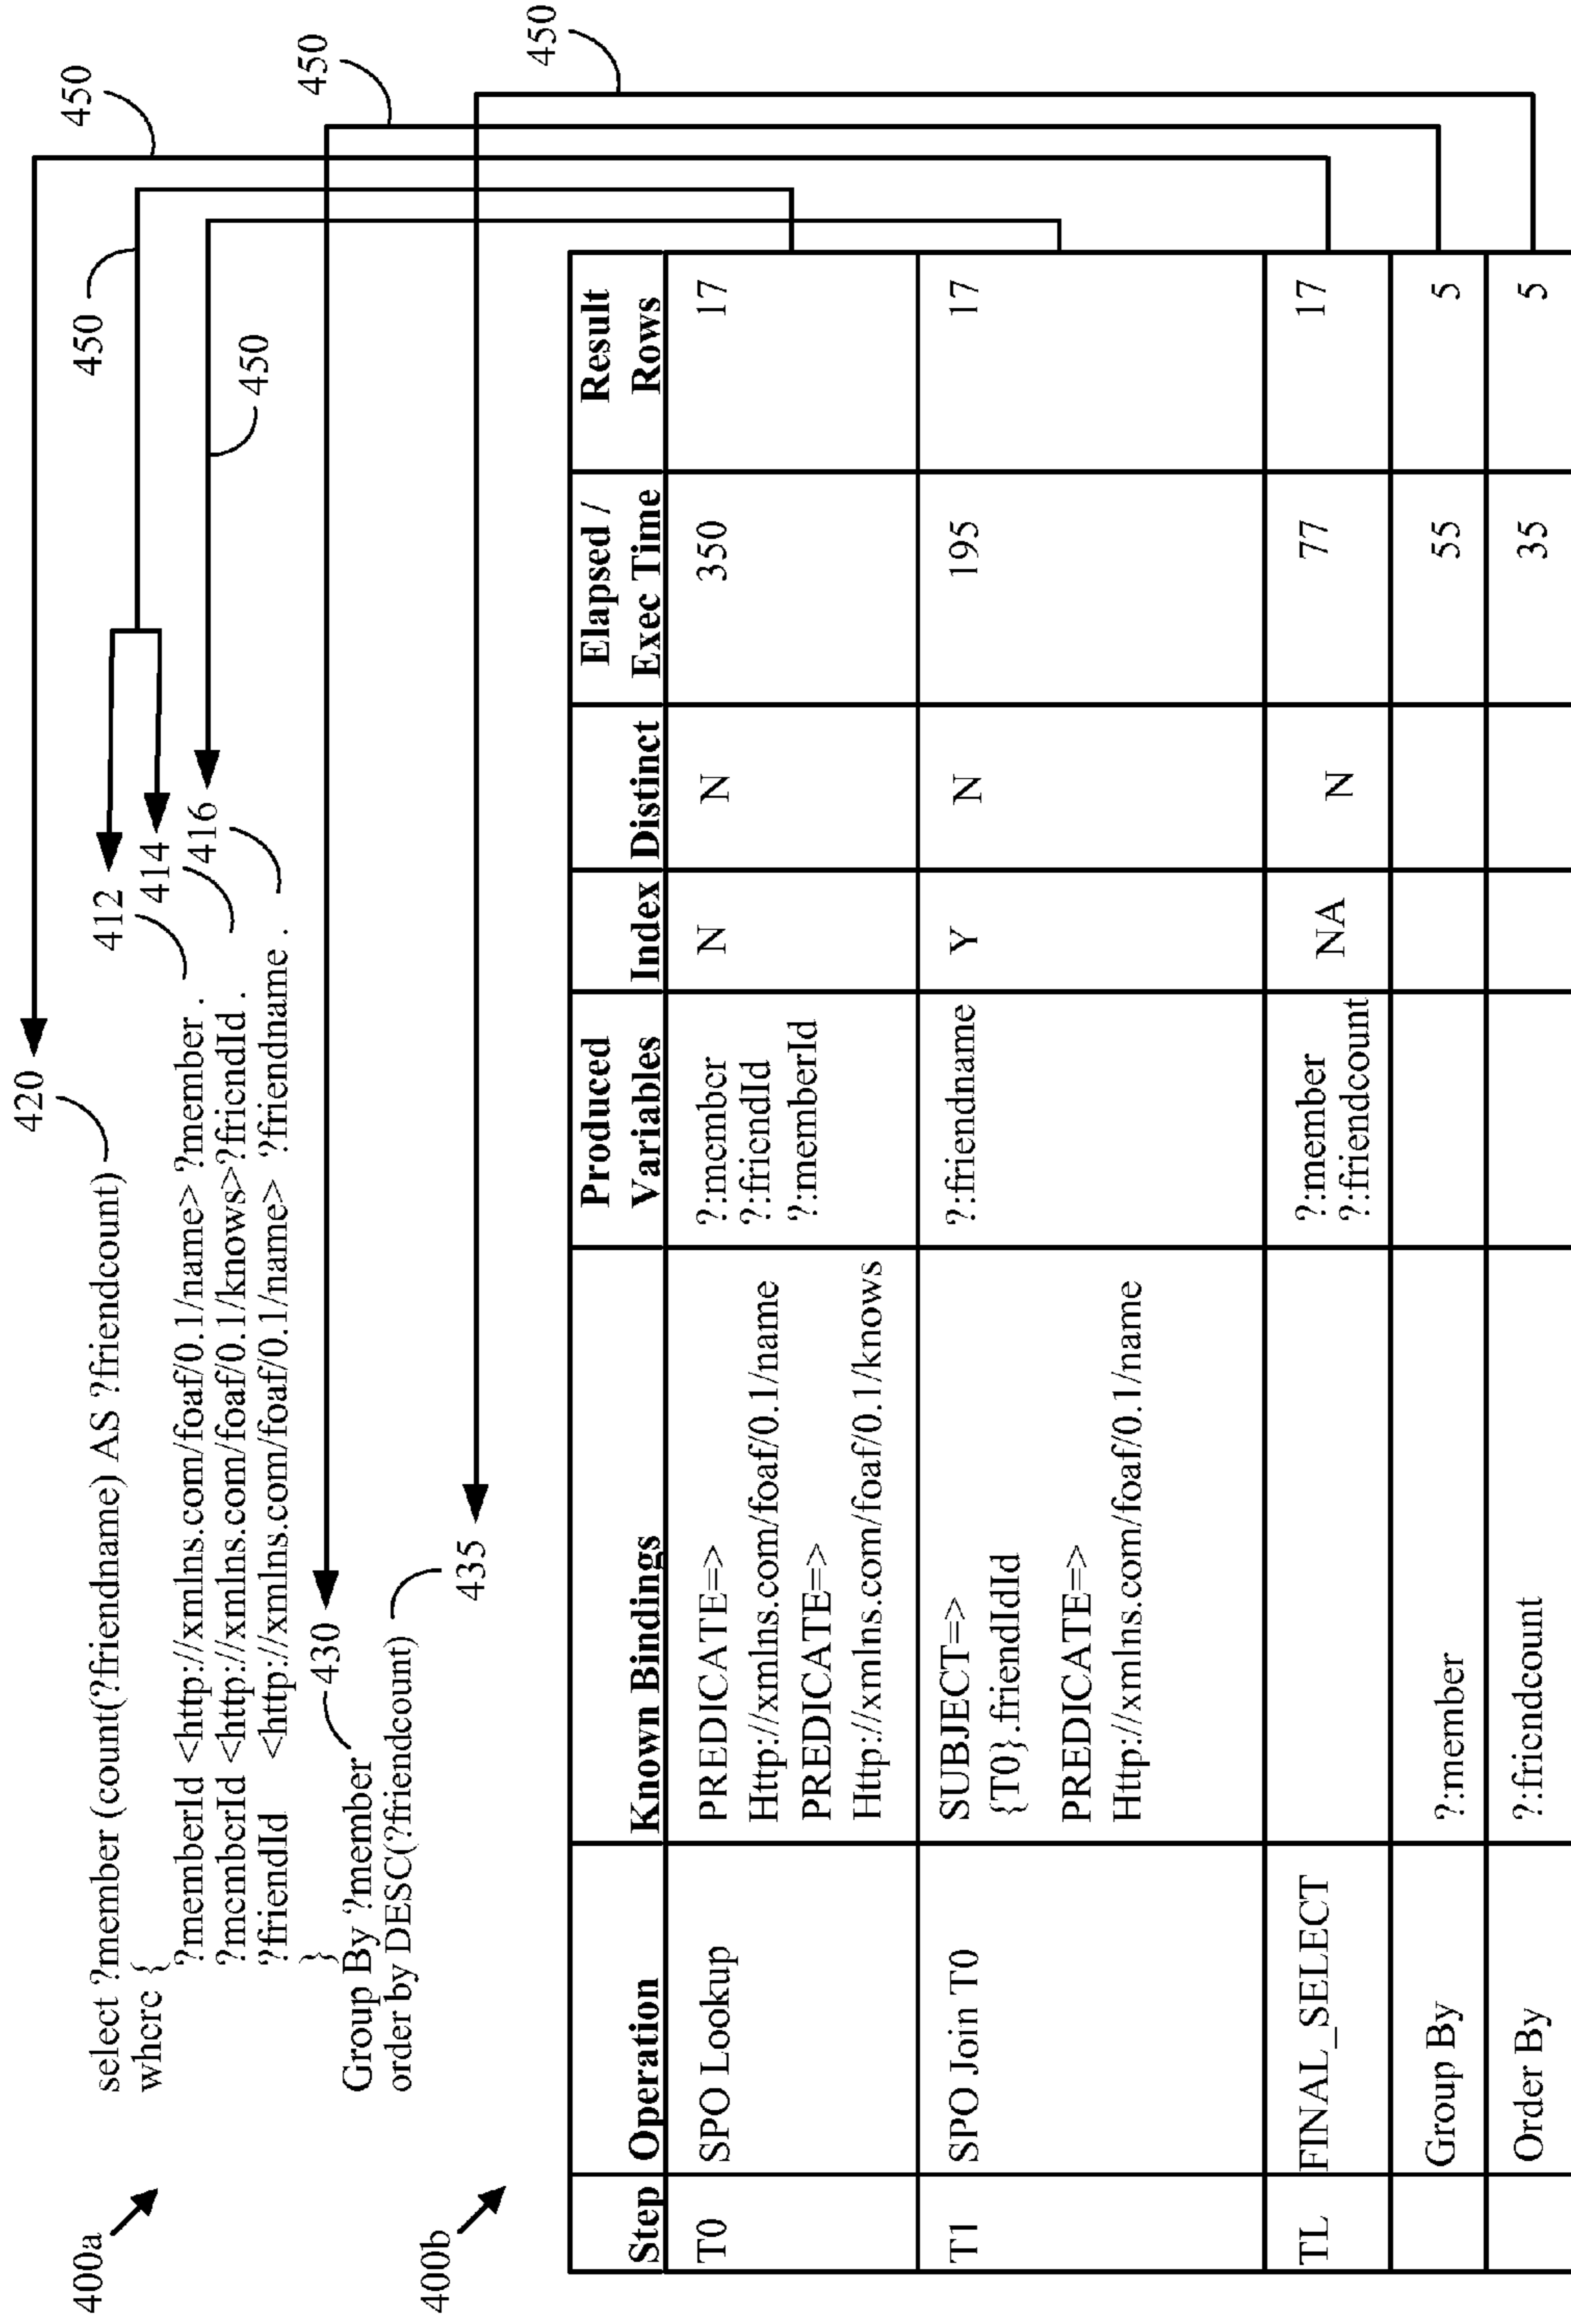 400a
420
450
select ?member (count(?friendname) AS ?friendcount)
where {
412
450
?memberId <http://xmlns.com/foaf/0.1/name> ?member .
414
?memberId <http://xmlns.com/foaf/0.1/knows>?friendId .
416
450
?friendId <http://xmlns.com/foaf/0.1/name> ?friendname .
}
430
450
Group By ?member
order by DESC(?friendcount)
435
450
400b
Step Operation Known Bindings Produced Variables Index Distinct Elapsed / Exec Time Result Rows
T0 SPO Lookup PREDICATE=> ?:member N N 350 17
Http://xmlns.com/foaf/0.1/name ?:friendId
PREDICATE=> ?:memberId
Http://xmlns.com/foaf/0.1/knows
T1 SPO Join T0 SUBJECT=> ?:friendname Y N 195 17
{T0}.friendIdId
PREDICATE=>
Http://xmlns.com/foaf/0.1/name
TL FINAL_SELECT ?:member NA N 77 17
?:friendcount
Group By ?:member 55 5
Order By ?:friendcount 35 5